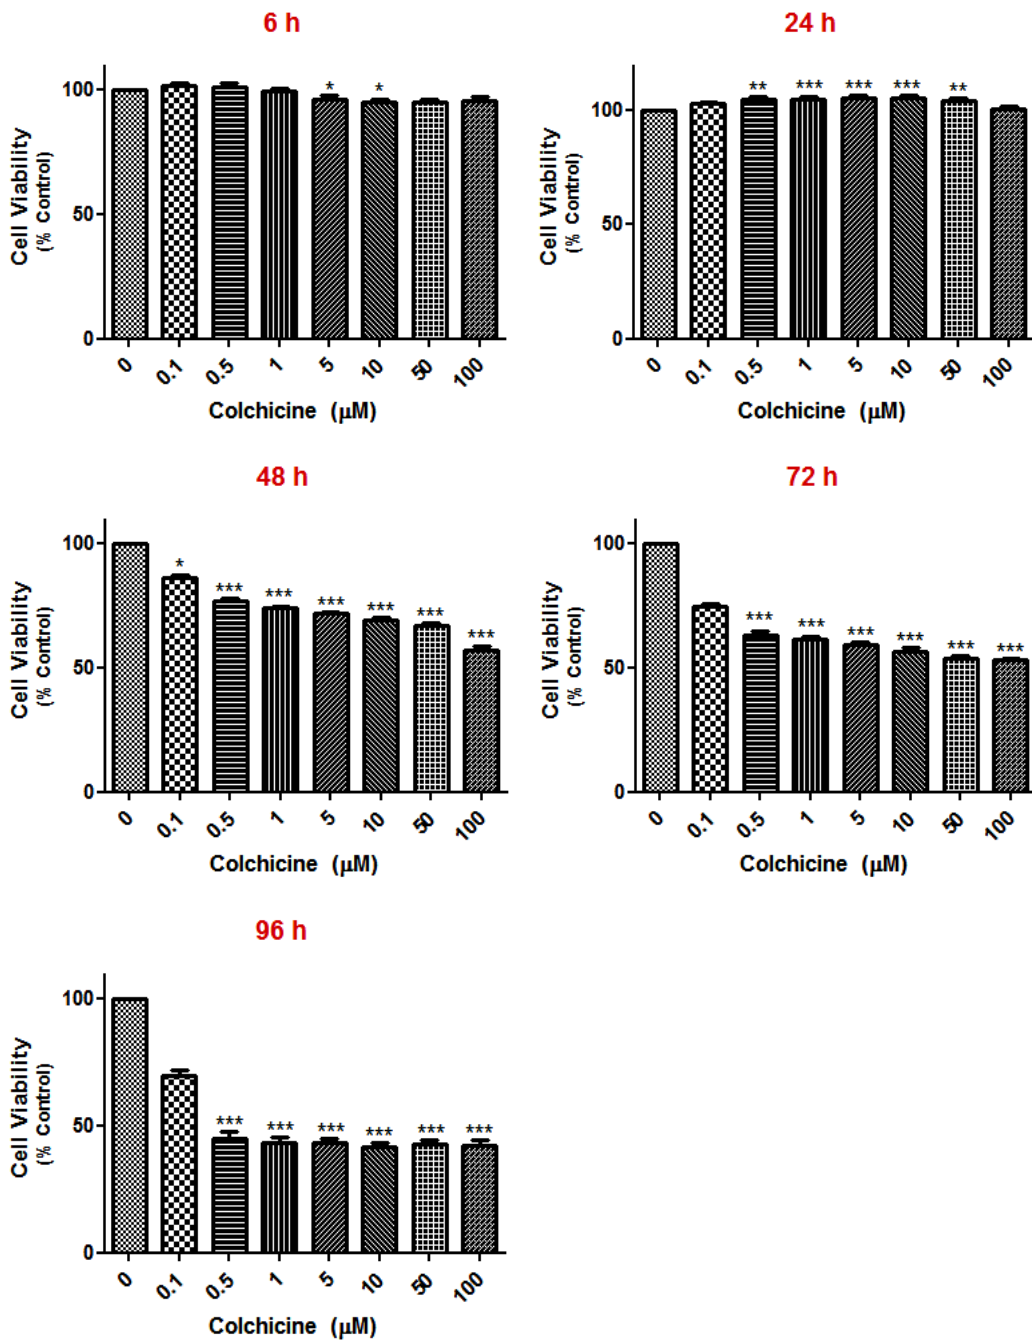 6 h
Cell Viability
(% Control)
100
50
0
* *
0 0.1 0.5 1 5 10 50 100
Colchicine (μM)
24 h
Cell Viability
(% Control)
100
50
0
** *** *** *** **
0 0.1 0.5 1 5 10 50 100
Colchicine (μM)
48 h
Cell Viability
(% Control)
100
50
0
* *** *** *** *** *** ***
0 0.1 0.5 1 5 10 50 100
Colchicine (μM)
72 h
Cell Viability
(% Control)
100
50
0
*** *** *** *** *** ***
0 0.1 0.5 1 5 10 50 100
Colchicine (μM)
96 h
Cell Viability
(% Control)
100
50
0
*** *** *** *** *** ***
0 0.1 0.5 1 5 10 50 100
Colchicine (μM)